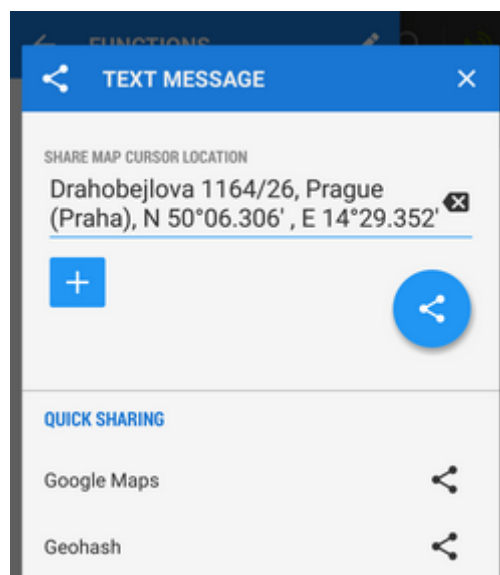 FUNCTIONS
TEXT MESSAGE
SHARE MAP CURSOR LOCATION
Drahobejlova 1164/26, Prague
(Praha), N 50°06.306' , E 14°29.352'
QUICK SHARING
Google Maps
Geohash